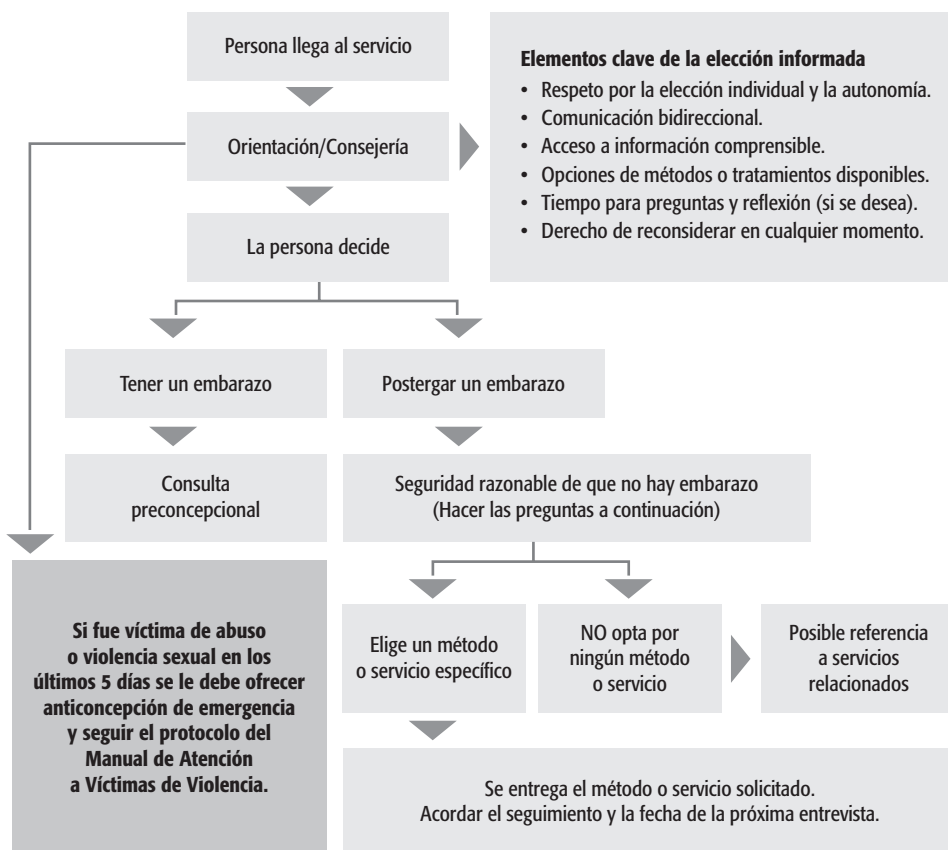 Persona llega al servicio
Orientación/Consejería
Elementos clave de la elección informada
• Respeto por la elección individual y la autonomía.
• Comunicación bidireccional.
• Acceso a información comprensible.
• Opciones de métodos o tratamientos disponibles.
• Tiempo para preguntas y reflexión (si se desea).
• Derecho de reconsiderar en cualquier momento.
La persona decide
Tener un embarazo
Postergar un embarazo
Consulta
preconcepcional
Seguridad razonable de que no hay embarazo
(Hacer las preguntas a continuación)
Si fue víctima de abuso
o violencia sexual en los
últimos 5 días se le debe ofrecer
anticoncepción de emergencia
y seguir el protocolo del
Manual de Atención
a Víctimas de Violencia.
Elige un método
o servicio específico
NO opta por
ningún método
o servicio
Posible referencia
a servicios
relacionados
Se entrega el método o servicio solicitado.
Acordar el seguimiento y la fecha de la próxima entrevista.